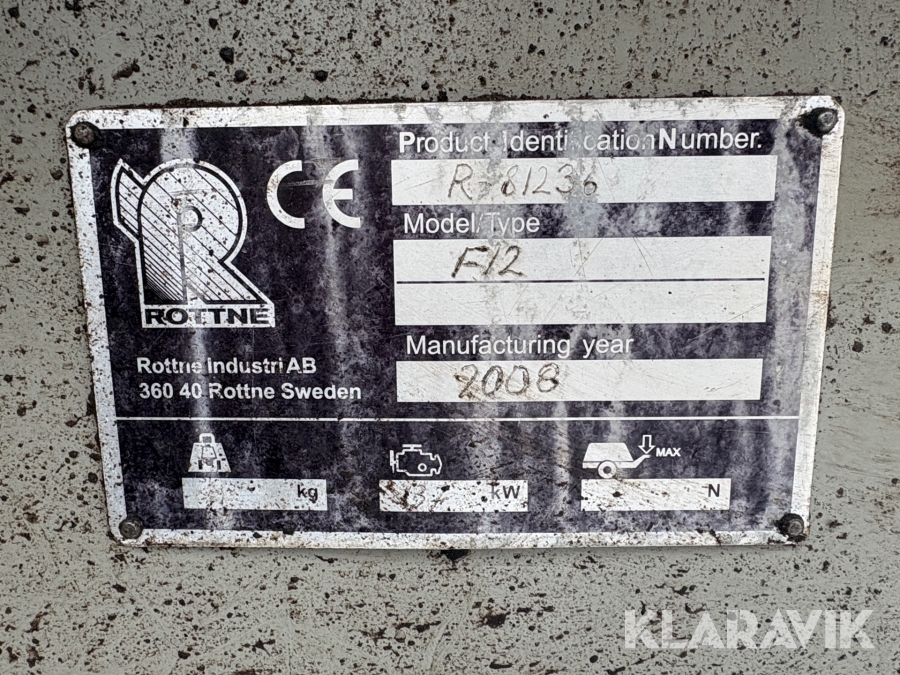 Product Identification Number.
R-81236
Model/Type
F12
Manufacturing year
2008
ROTTNE
CE
Rottne Industri AB
360 40 Rottne Sweden
MAX
kg
kW
N
KLARAVIK